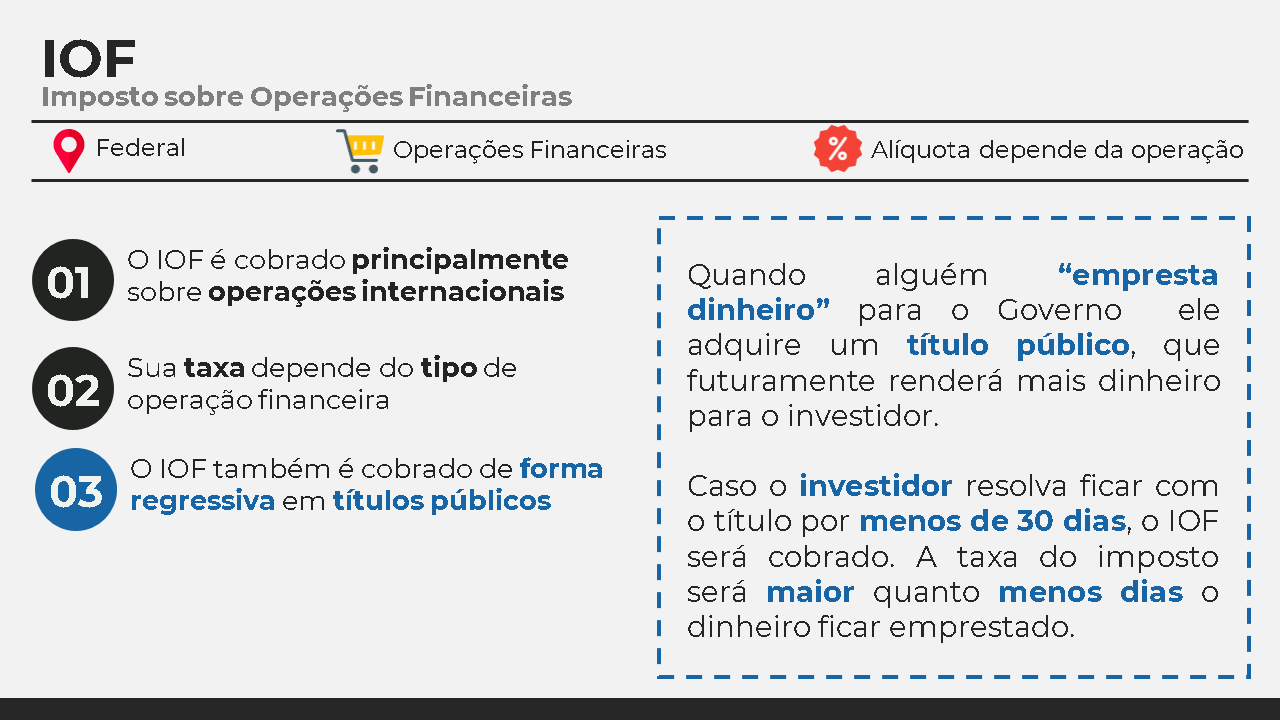 IOF
Imposto sobre Operações Financeiras
Federal
Operações Financeiras
%
Alíquota depende da operação
01
O IOF é cobrado principalmente
sobre operações internacionais
02
Sua taxa depende do tipo de
operação financeira
03
O IOF também é cobrado de forma
regressiva em títulos públicos
Quando alguém “empresta
dinheiro” para o Governo ele
adquire um título público, que
futuramente renderá mais dinheiro
para o investidor.
Caso o investidor resolva ficar com
o título por menos de 30 dias, o IOF
será cobrado. A taxa do imposto
será maior quanto menos dias o
dinheiro ficar emprestado.